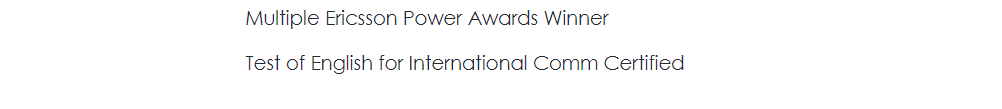 Multiple Ericsson Power Awards Winner
Test of English for International Comm Certified